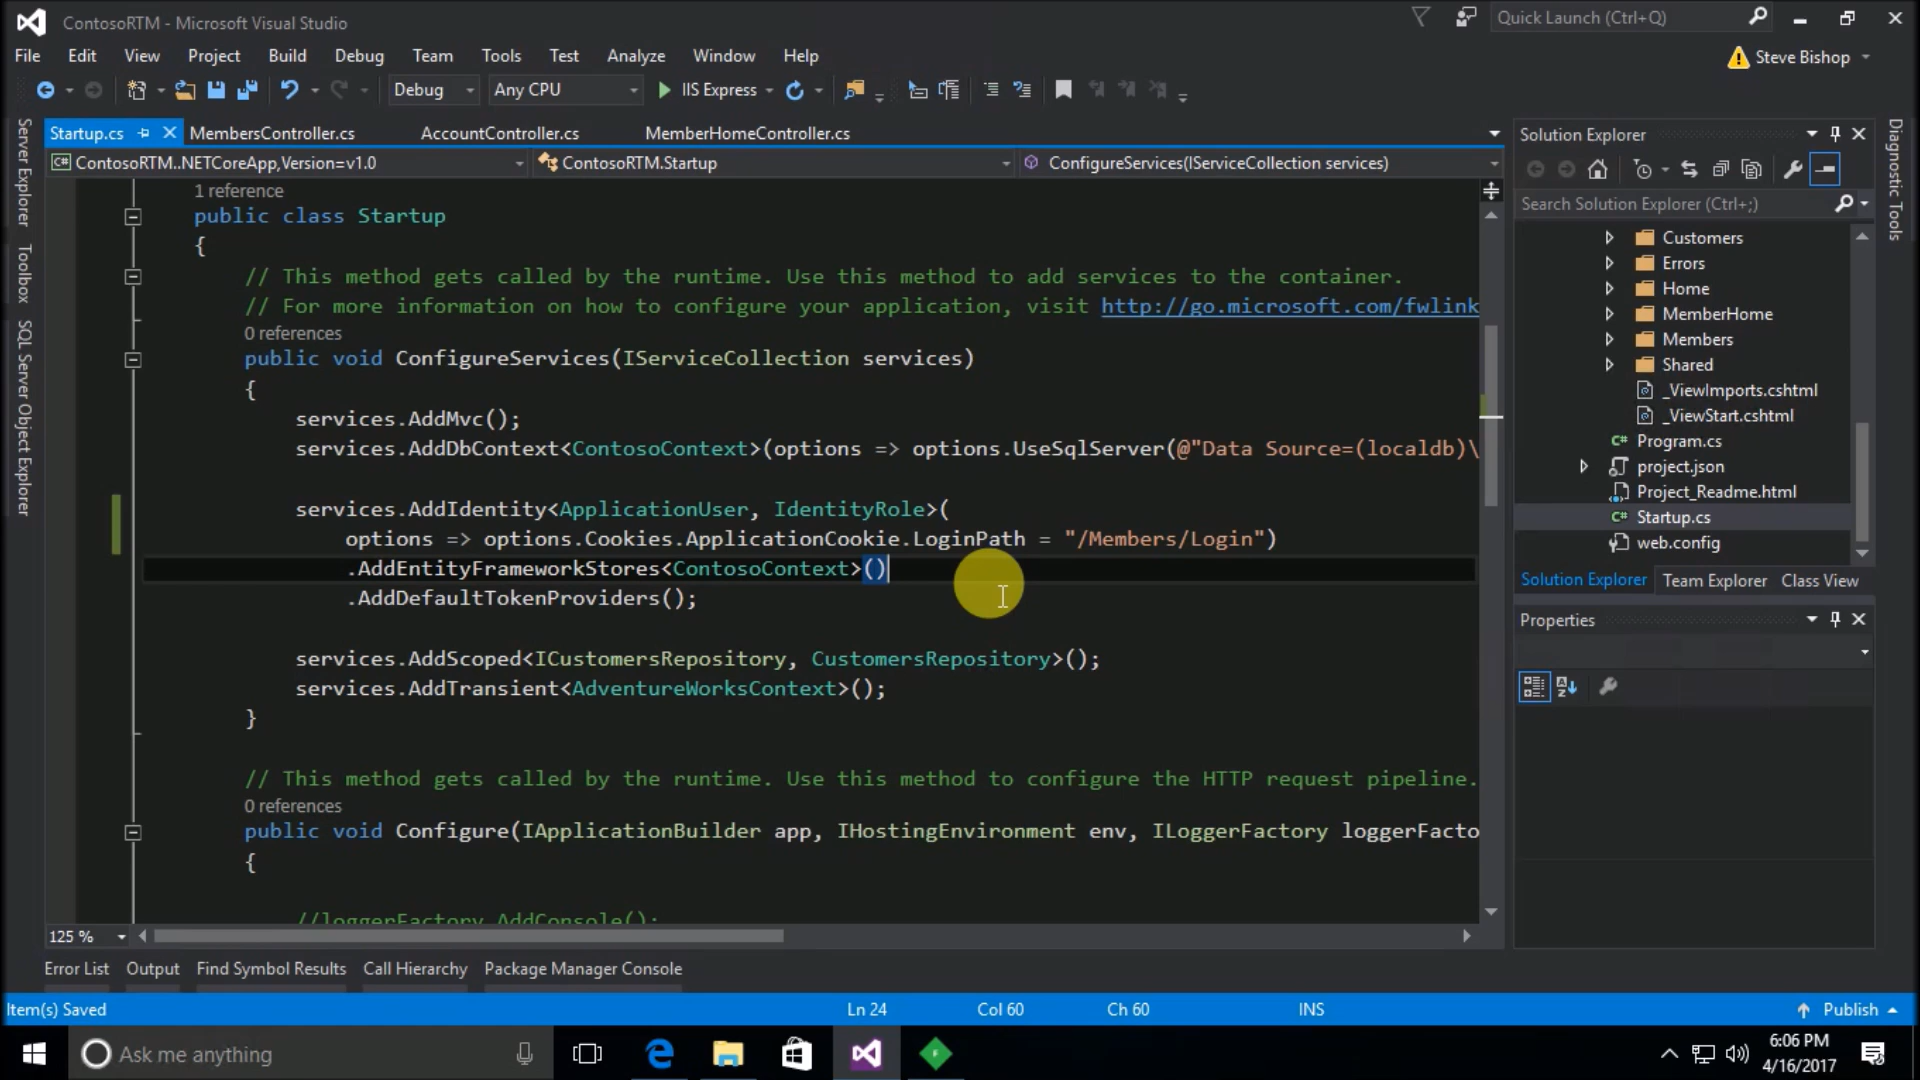 ContosoRTM - Microsoft Visual Studio
Quick Launch (Ctrl+Q)
File Edit View Project Build Debug Team Tools Test Analyze Window Help
Steve Bishop
Debug Any CPU IIS Express
Startup.cs MembersController.cs AccountController.cs MemberHomeController.cs
ContosoRTM..NETCoreApp,Version=v1.0 ContosoRTM.Startup ConfigureServices(IServiceCollection services)
Server Explorer
Toolbox
SQL Server Object Explorer
1 reference
public class Startup
{
// This method gets called by the runtime. Use this method to add services to the container.
// For more information on how to configure your application, visit http://go.microsoft.com/fwlink
0 references
public void ConfigureServices(IServiceCollection services)
{
services.AddMvc();
services.AddDbContext<ContosoContext>(options => options.UseSqlServer(@"Data Source=(localdb)\
services.AddIdentity<ApplicationUser, IdentityRole>(
options => options.Cookies.ApplicationCookie.LoginPath = "/Members/Login")
.AddEntityFrameworkStores<ContosoContext>()
.AddDefaultTokenProviders();
services.AddScoped<ICustomersRepository, CustomersRepository>();
services.AddTransient<AdventureWorksContext>();
}
// This method gets called by the runtime. Use this method to configure the HTTP request pipeline.
0 references
public void Configure(IApplicationBuilder app, IHostingEnvironment env, ILoggerFactory loggerFacto
{
//loggerFactory.AddConsole();
125 %
Solution Explorer
Search Solution Explorer (Ctrl+;)
Customers
Errors
Home
MemberHome
Members
Shared
_ViewImports.cshtml
_ViewStart.cshtml
Program.cs
project.json
Project_Readme.html
Startup.cs
web.config
Solution Explorer Team Explorer Class View
Properties
Diagnostic Tools
Error List Output Find Symbol Results Call Hierarchy Package Manager Console
Item(s) Saved Ln 24 Col 60 Ch 60 INS Publish
Ask me anything
6:06 PM
4/16/2017